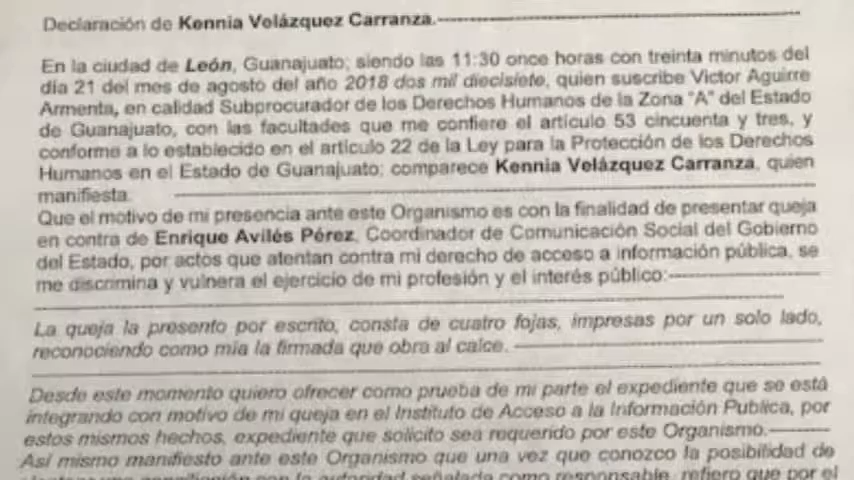 Declaración de Kennia Velázquez Carranza.
En la ciudad de León, Guanajuato; siendo las 11:30 once horas con treinta minutos del
día 21 del mes de agosto del año 2018 dos mil diecisiete, quien suscribe Victor Aguirre
Armenta, en calidad Subprocurador de los Derechos Humanos de la Zona "A" del Estado
de Guanajuato, con las facultades que me confiere el artículo 53 cincuenta y tres, y
conforme a lo establecido en el artículo 22 de la Ley para la Protección de los Derechos
Humanos en el Estado de Guanajuato; comparece Kennia Velázquez Carranza, quien
manifiesta.
Que el motivo de mi presencia ante este Organismo es con la finalidad de presentar queja
en contra de Enrique Avilés Pérez, Coordinador de Comunicación Social del Gobierno
del Estado, por actos que atentan contra mi derecho de acceso a información pública, se
me discrimina y vulnera el ejercicio de mi profesión y el interés público:
La queja la presento por escrito, consta de cuatro fojas, impresas por un solo lado,
reconociendo como mía la firmada que obra al calce.
Desde este momento quiero ofrecer como prueba de mi parte el expediente que se está
integrando con motivo de mi queja en el Instituto de Acceso a la Información Publica, por
estos mismos hechos, expediente que solicito sea requerido por este Organismo.
Así mismo manifiesto ante este Organismo que una vez que conozco la posibilidad de
conciliación con la autoridad señalada como responsable, refiero que por el